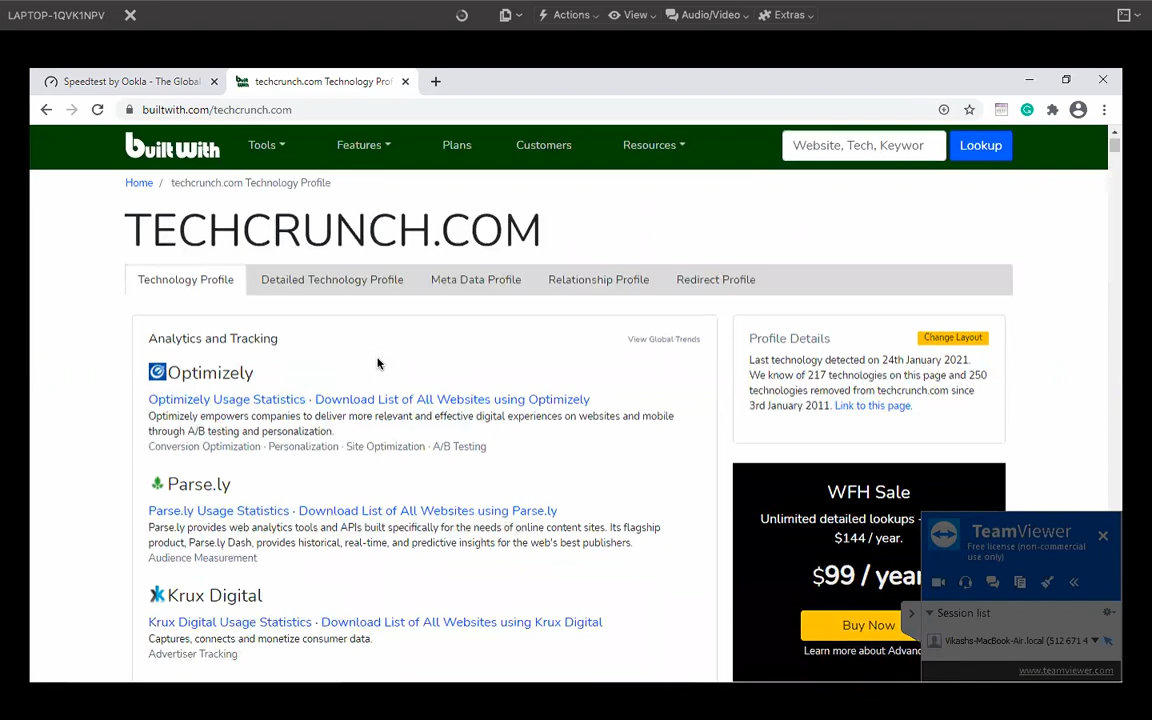 LAPTOP-1QVK1NPV
Actions
View
Audio/Video
Extras
Speedtest by Ookla - The Global
techcrunch.com Technology Prof
builtwith.com/techcrunch.com
built with
Tools
Features
Plans
Customers
Resources
Website, Tech, Keywor
Lookup
Home / techcrunch.com Technology Profile
TECHCRUNCH.COM
Technology Profile
Detailed Technology Profile
Meta Data Profile
Relationship Profile
Redirect Profile
Analytics and Tracking
View Global Trends
Optimizely
Optimizely Usage Statistics · Download List of All Websites using Optimizely
Optimizely empowers companies to deliver more relevant and effective digital experiences on websites and mobile
through A/B testing and personalization.
Conversion Optimization · Personalization · Site Optimization · A/B Testing
Parse.ly
Parse.ly Usage Statistics · Download List of All Websites using Parse.ly
Parse.ly provides web analytics tools and APIs built specifically for the needs of online content sites. Its flagship
product, Parse.ly Dash, provides historical, real-time, and predictive insights for the web's best publishers.
Audience Measurement
Krux Digital
Krux Digital Usage Statistics · Download List of All Websites using Krux Digital
Captures, connects and monetize consumer data.
Advertiser Tracking
Profile Details
Change Layout
Last technology detected on 24th January 2021.
We know of 217 technologies on this page and 250
technologies removed from techcrunch.com since
3rd January 2011. Link to this page.
WFH Sale
Unlimited detailed lookups -
$144 / year.
$99 / year
Buy Now
Learn more about Advanc
TeamViewer
Free license (non-commercial
use only)
Session list
Vikashs-MacBook-Air.local (512 671 4
www.teamviewer.com